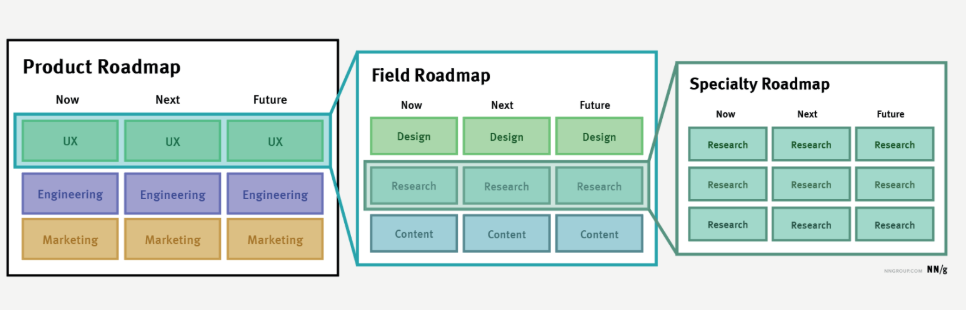 Product Roadmap
Now Next Future
UX UX UX
Engineering Engineering Engineering
Marketing Marketing Marketing
Field Roadmap
Now Next Future
Design Design Design
Research Research Research
Content Content Content
Specialty Roadmap
Now Next Future
Research Research Research
Research Research Research
Research Research Research
NNGROUP.COM NN/g